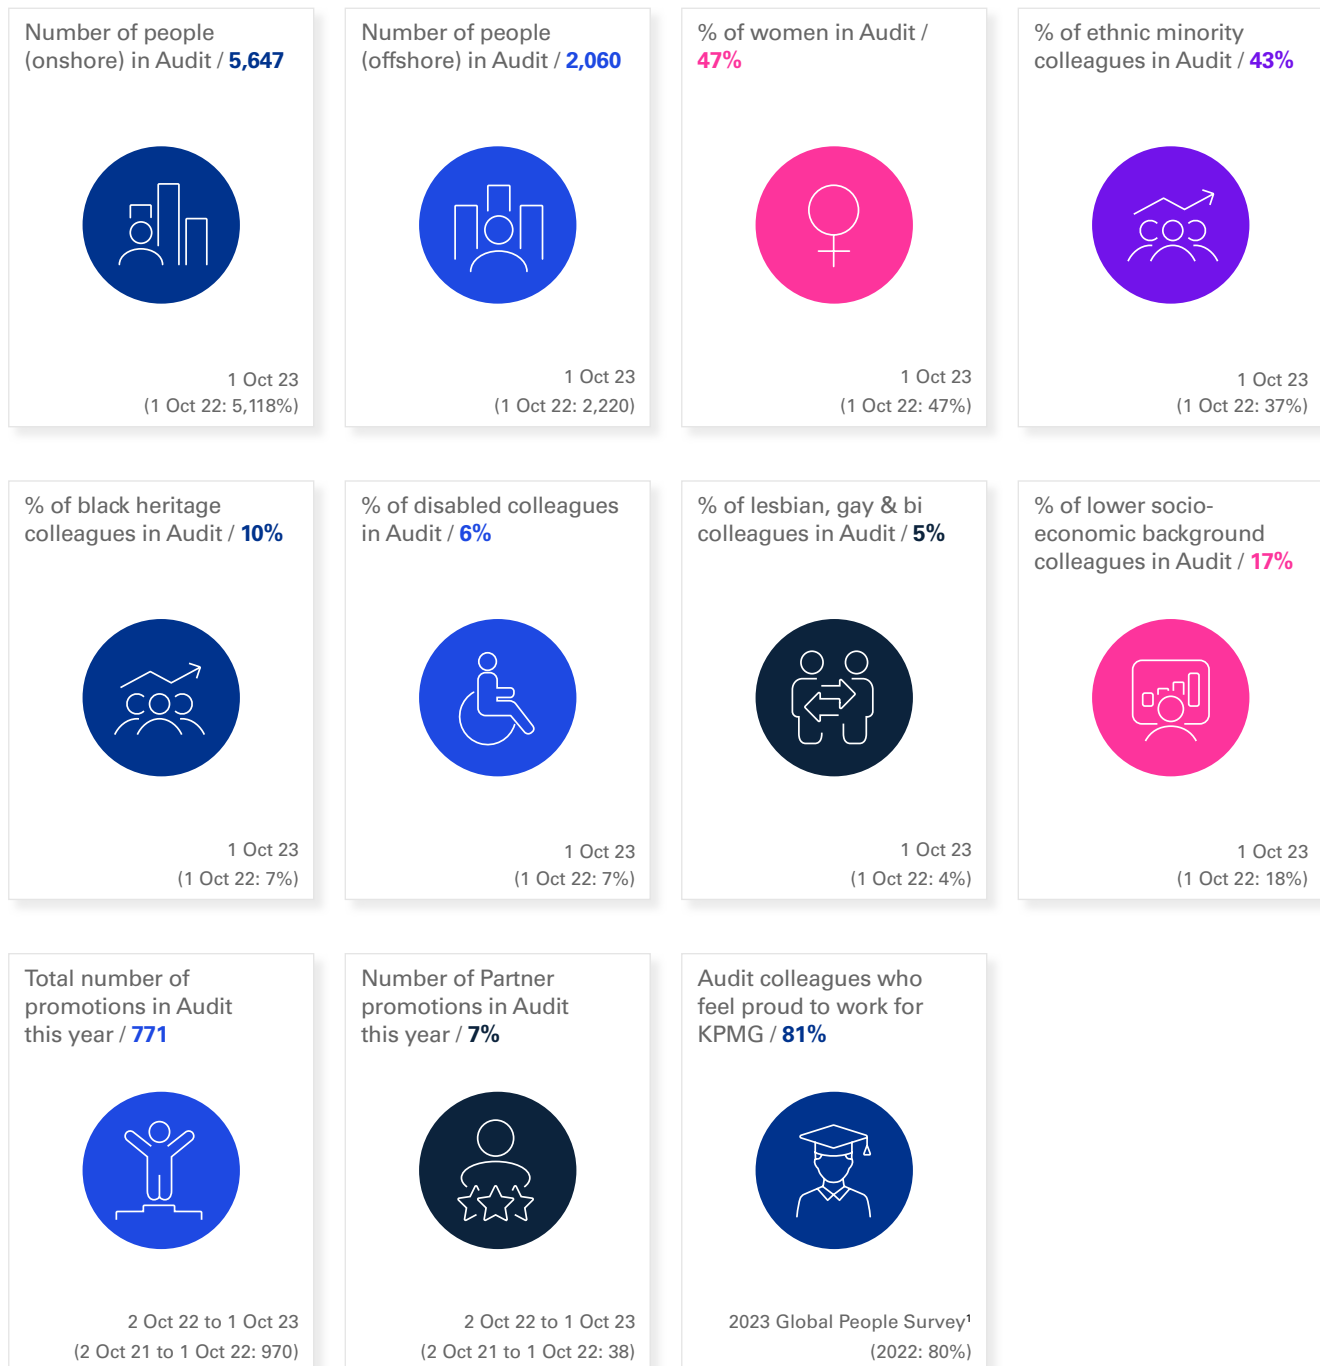 Number of people
(onshore) in Audit / 5,647
1 Oct 23
(1 Oct 22: 5,118%)
Number of people
(offshore) in Audit / 2,060
1 Oct 23
(1 Oct 22: 2,220)
% of women in Audit /
47%
1 Oct 23
(1 Oct 22: 47%)
% of ethnic minority
colleagues in Audit / 43%
1 Oct 23
(1 Oct 22: 37%)
% of black heritage
colleagues in Audit / 10%
1 Oct 23
(1 Oct 22: 7%)
% of disabled colleagues
in Audit / 6%
1 Oct 23
(1 Oct 22: 7%)
% of lesbian, gay & bi
colleagues in Audit / 5%
1 Oct 23
(1 Oct 22: 4%)
% of lower socio-
economic background
colleagues in Audit / 17%
1 Oct 23
(1 Oct 22: 18%)
Total number of
promotions in Audit
this year / 771
2 Oct 22 to 1 Oct 23
(2 Oct 21 to 1 Oct 22: 970)
Number of Partner
promotions in Audit
this year / 7%
2 Oct 22 to 1 Oct 23
(2 Oct 21 to 1 Oct 22: 38)
Audit colleagues who
feel proud to work for
KPMG / 81%
2023 Global People Survey¹
(2022: 80%)